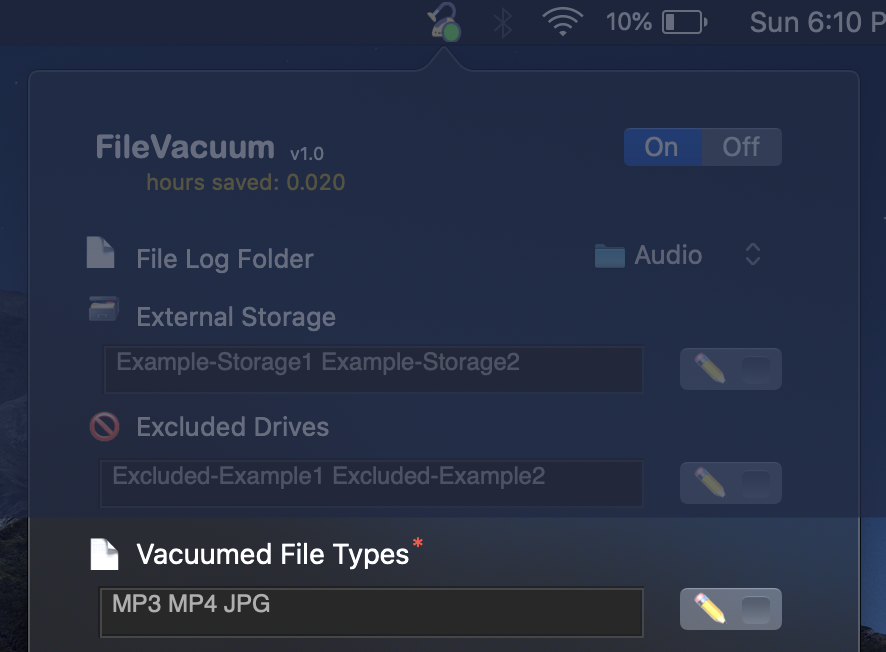 10% Sun 6:10 P
FileVacuum v1.0 On Off
hours saved: 0.020
File Log Folder Audio
External Storage
Example-Storage1 Example-Storage2
Excluded Drives
Excluded-Example1 Excluded-Example2
Vacuumed File Types*
MP3 MP4 JPG